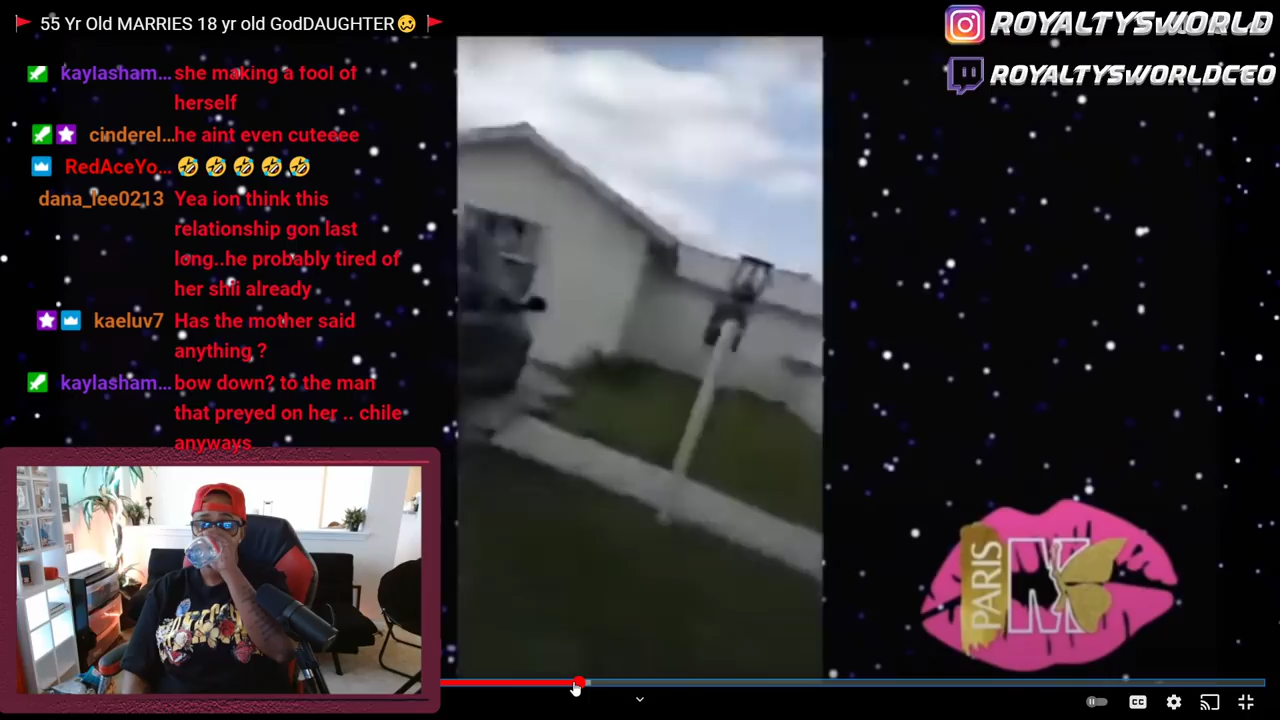 🚩 55 Yr Old MARRIES 18 yr old GodDAUGHTER🥴 🚩
ROYALTYSWORLD
ROYALTYSWORLDCEO
kaylasham... she making a fool of
herself
cinderel... he aint even cuteeee
RedAceYo... 🤣 🤣 🤣 🤣 🤣
dana_lee0213 Yea ion think this
relationship gon last
long..he probably tired of
her shii already
kaeluv7 Has the mother said
anything ?
kaylasham... bow down? to the man
that preyed on her .. chile
anyways
PARIS
M
CC